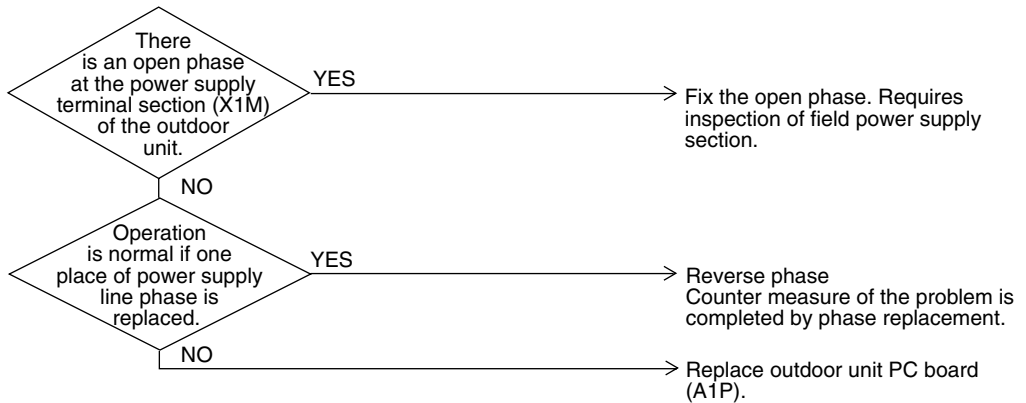 There
is an open phase
at the power supply
terminal section (X1M)
of the outdoor
unit.
YES
Fix the open phase. Requires
inspection of field power supply
section.
NO
Operation
is normal if one
place of power supply
line phase is
replaced.
YES
Reverse phase
Counter measure of the problem is
completed by phase replacement.
NO
Replace outdoor unit PC board
(A1P).